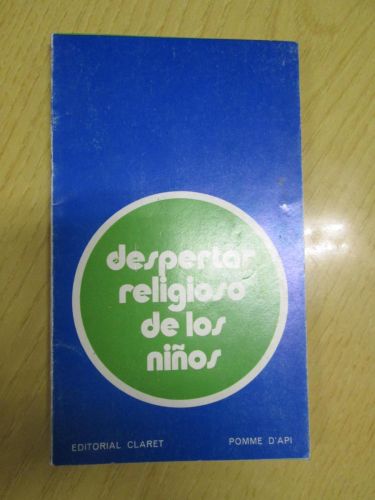 despertar
religioso
de los
niños
EDITORIAL CLARET POMME D'API